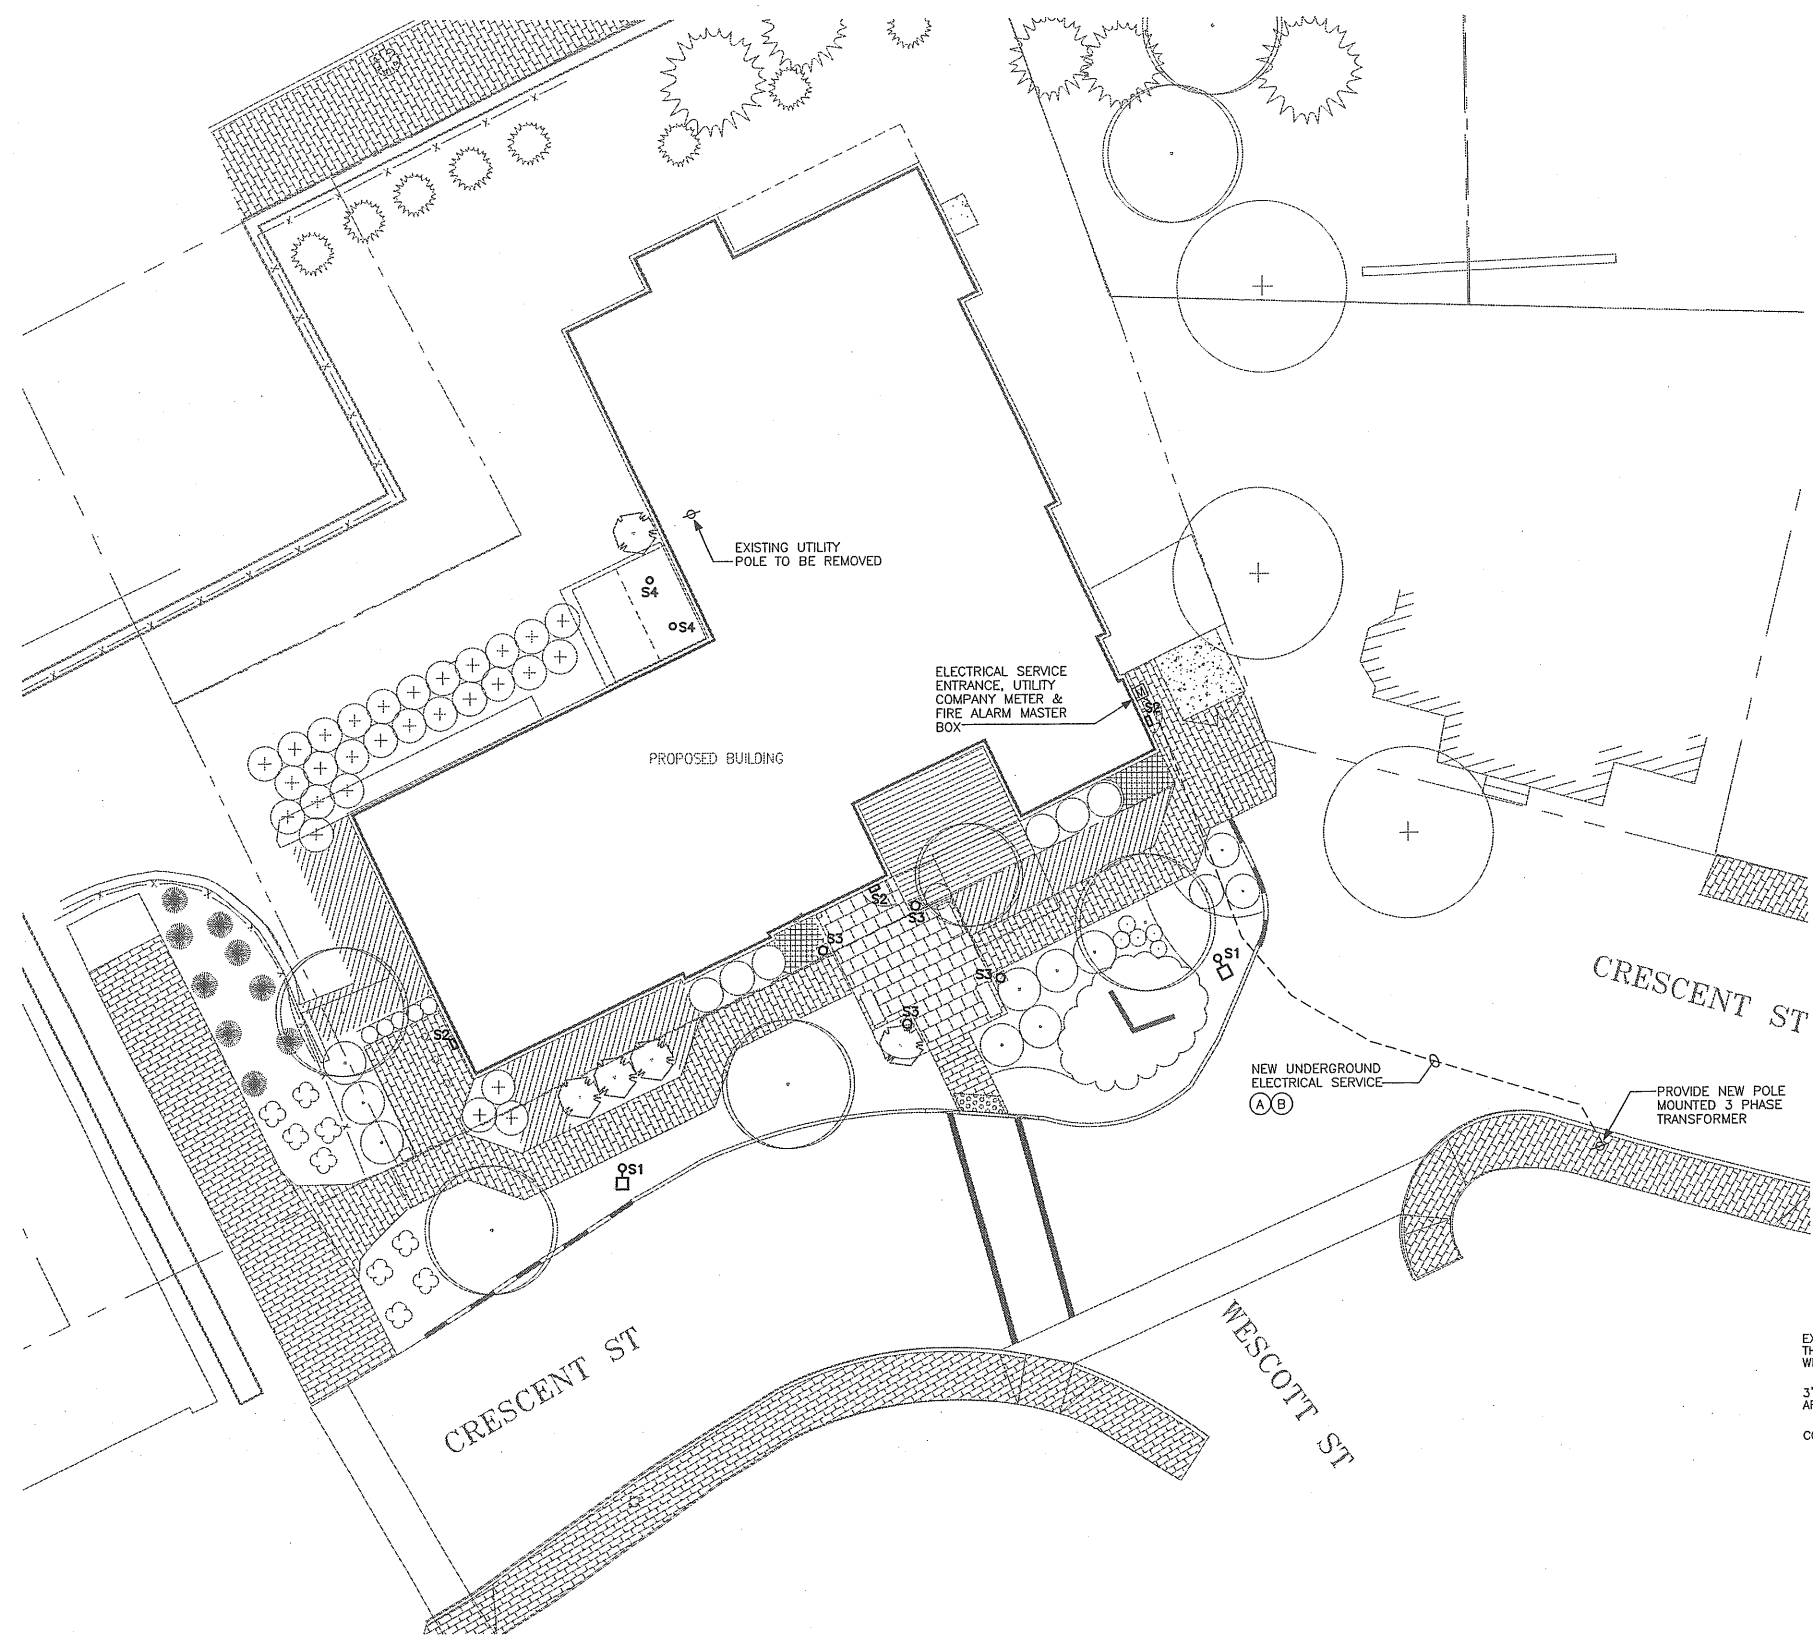 EXISTING UTILITY
POLE TO BE REMOVED
S4
S4
ELECTRICAL SERVICE
ENTRANCE, UTILITY
COMPANY METER &
FIRE ALARM MASTER
BOX
S2
PROPOSED BUILDING
S2
S3
S3
S3
S1
S3
S2
CRESCENT ST
NEW UNDERGROUND
ELECTRICAL SERVICE
A B
PROVIDE NEW POLE
MOUNTED 3 PHASE
TRANSFORMER
S1
CRESCENT ST
WESCOTT ST